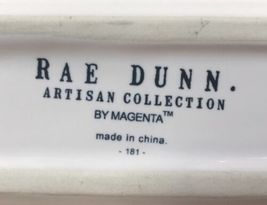 RAE DUNN.
ARTISAN COLLECTION
BY MAGENTA™
made in china.
- 181 -